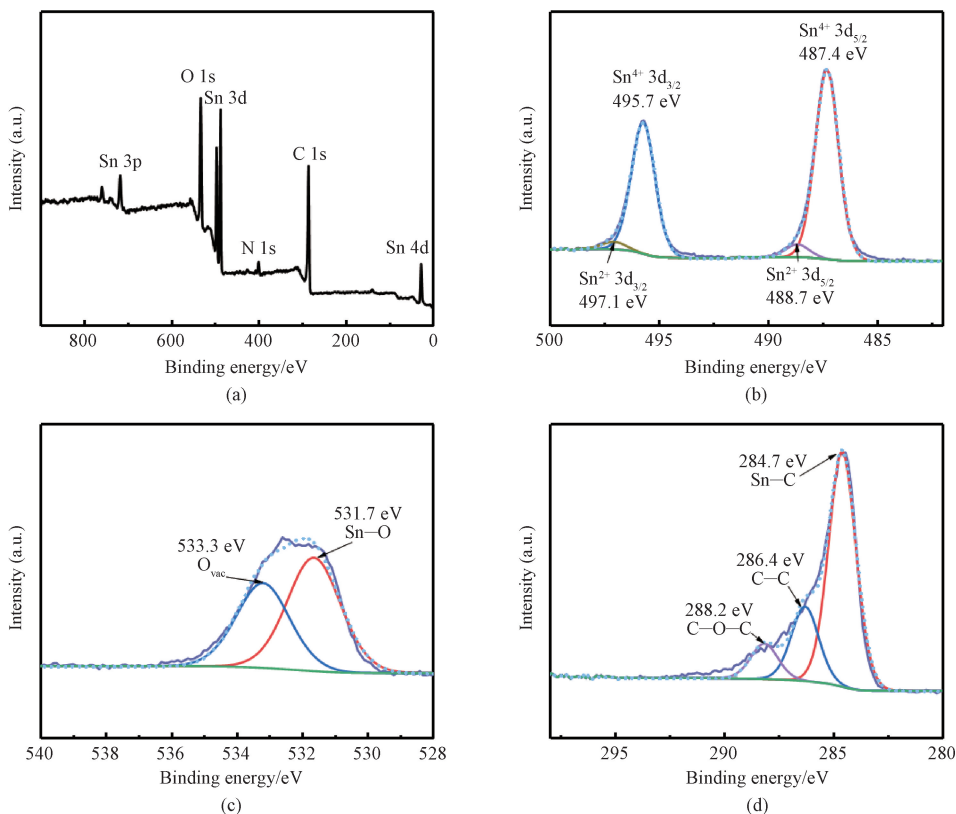 O 1s
Sn 3d
Sn 3p
C 1s
N 1s
Sn 4d
Intensity (a.u.)
800 600 400 200 0
Binding energy/eV
(a)
Sn⁴⁺ 3d₅/₂
487.4 eV
Sn⁴⁺ 3d₃/₂
495.7 eV
Sn²⁺ 3d₃/₂
497.1 eV
Sn²⁺ 3d₅/₂
488.7 eV
Intensity (a.u.)
500 495 490 485
Binding energy/eV
(b)
531.7 eV
Sn—O
533.3 eV
Oᵥₐc
Intensity (a.u.)
540 538 536 534 532 530 528
Binding energy/eV
(c)
284.7 eV
Sn—C
286.4 eV
C—C
288.2 eV
C—O—C
Intensity (a.u.)
295 290 285 280
Binding energy/eV
(d)